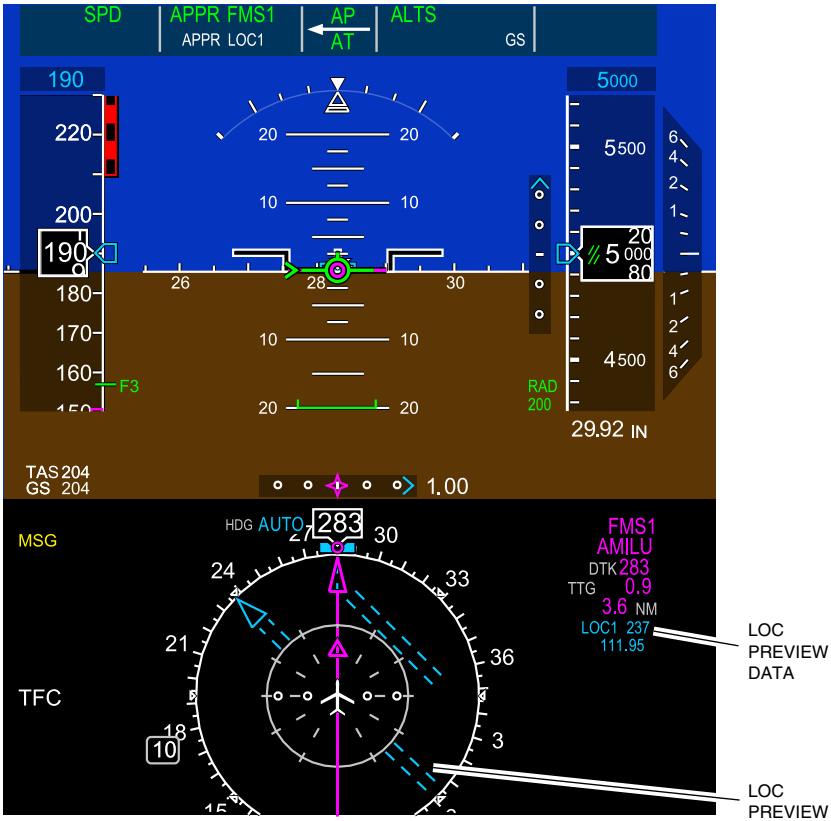 SPD APPR FMS1 AP ALTS
APPR LOC1 AT GS
190 5000
220
200
190
180
170
160
150
F3
20 20
10 10
26 28 30
10 10
20 20
5500
5 000
20
80
4500
6
4
2
1
1
2
4
6
RAD
200
29.92 IN
TAS 204
GS 204
1.00
MSG
HDG AUTO 283
27 30
24 33
21 36
18 3
15
10
TFC
FMS1
AMILU
DTK 283
TTG 0.9
3.6 NM
LOC1 237
111.95
LOC
PREVIEW
DATA
LOC
PREVIEW